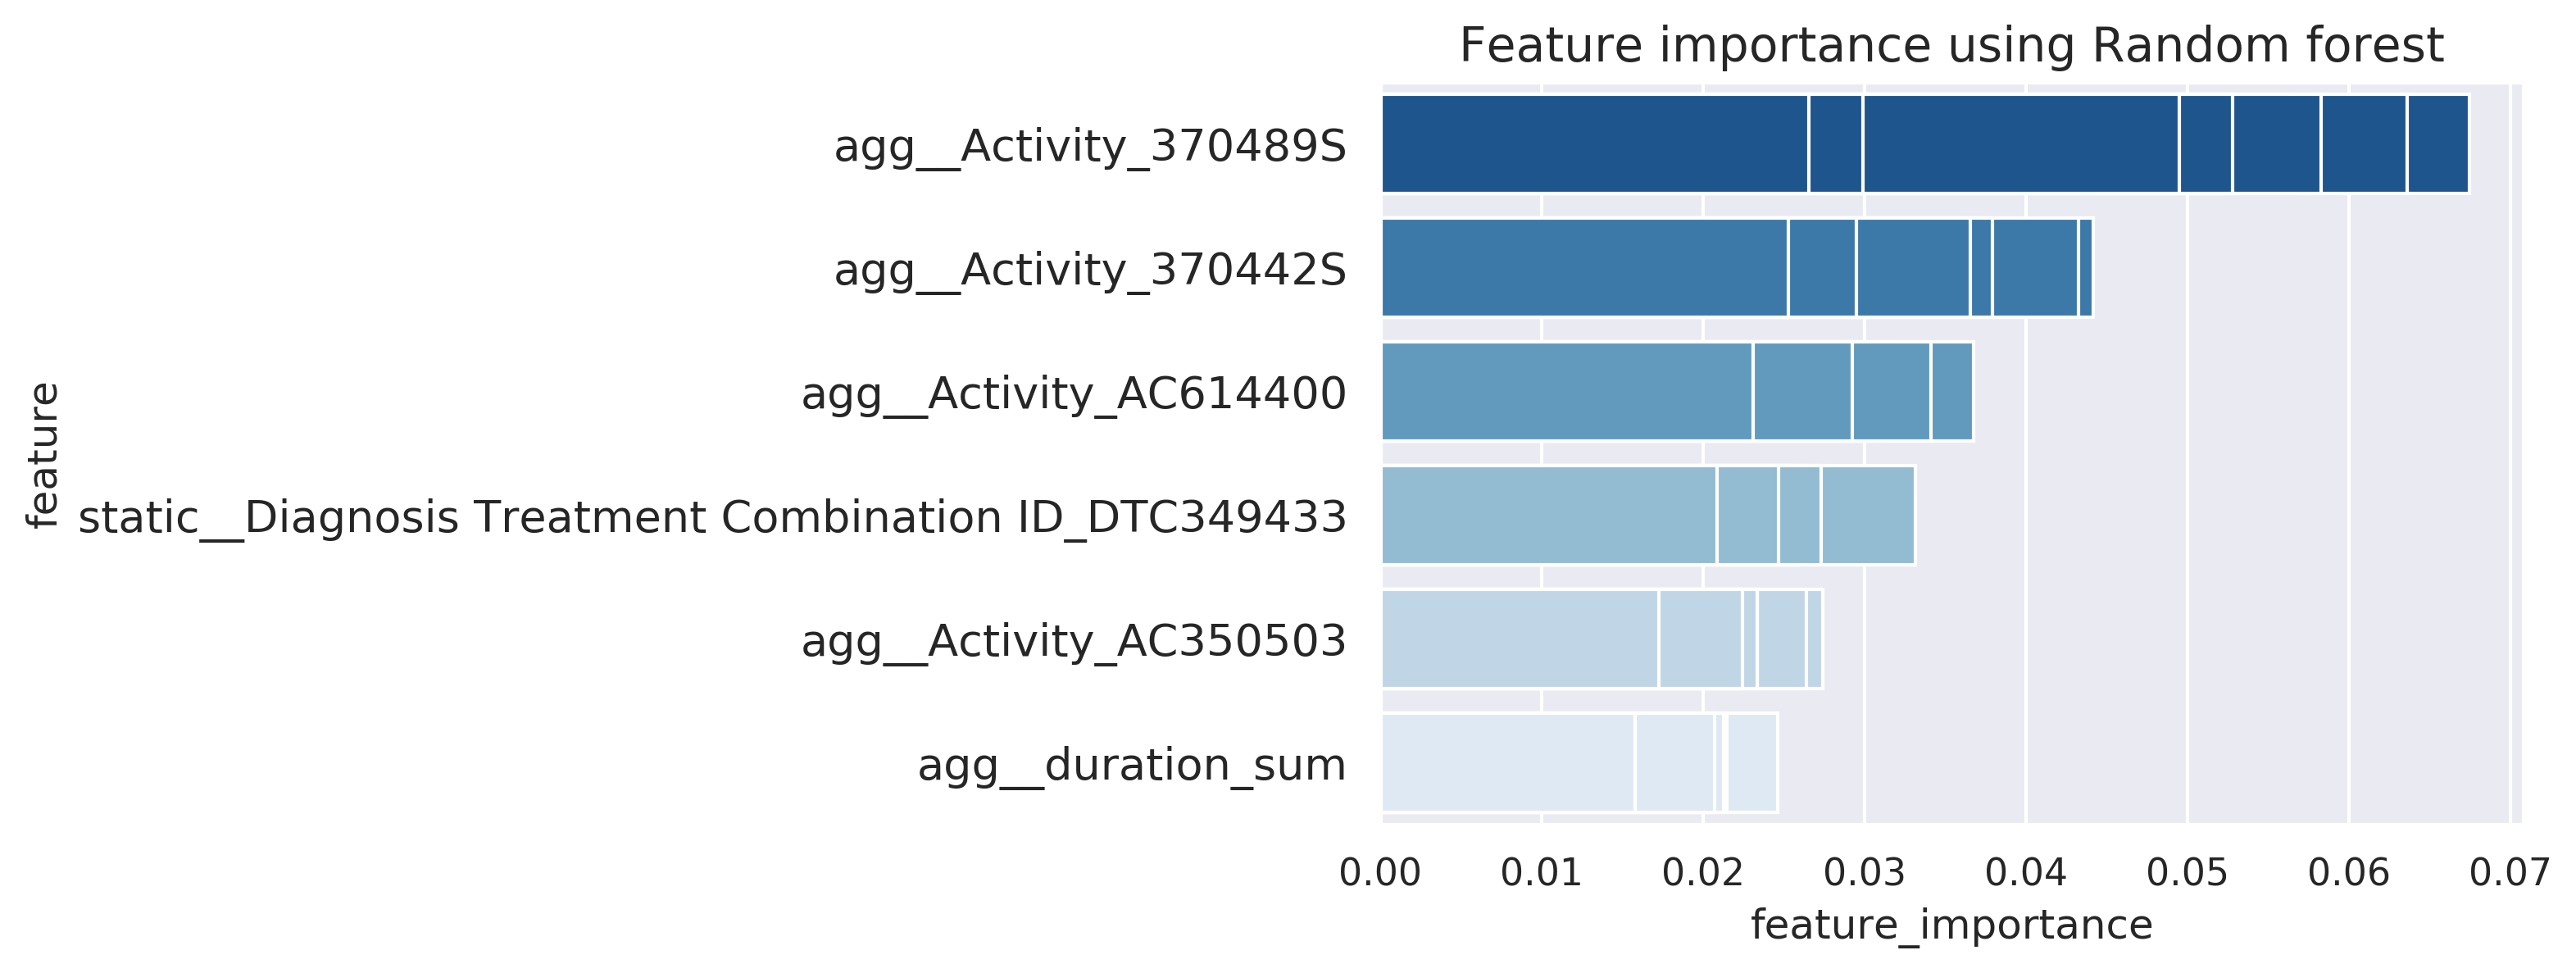 Feature importance using Random forest
feature
agg__Activity_370489S
agg__Activity_370442S
agg__Activity_AC614400
static__Diagnosis Treatment Combination ID_DTC349433
agg__Activity_AC350503
agg__duration_sum
0.00 0.01 0.02 0.03 0.04 0.05 0.06 0.07
feature_importance